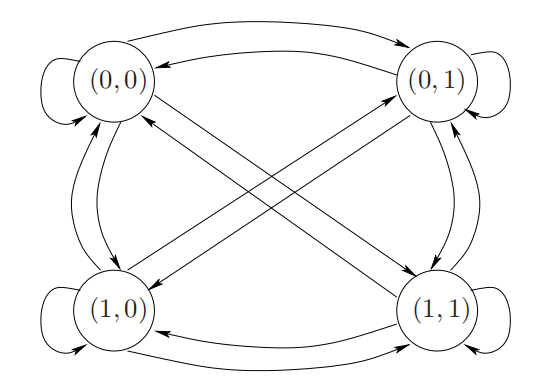 (0, 0)
(0, 1)
(1, 0)
(1, 1)